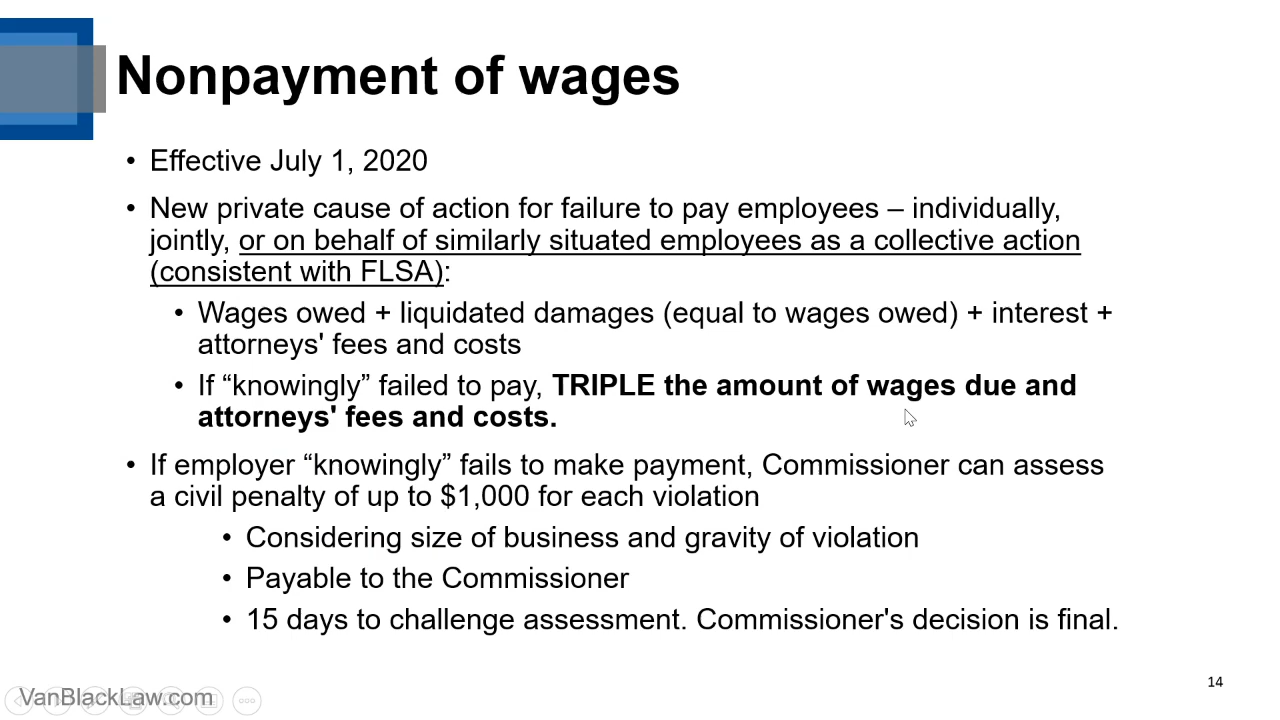 Nonpayment of wages
• Effective July 1, 2020
• New private cause of action for failure to pay employees – individually,
jointly, or on behalf of similarly situated employees as a collective action
(consistent with FLSA):
• Wages owed + liquidated damages (equal to wages owed) + interest +
attorneys' fees and costs
• If “knowingly” failed to pay, TRIPLE the amount of wages due and
attorneys' fees and costs.
• If employer “knowingly” fails to make payment, Commissioner can assess
a civil penalty of up to $1,000 for each violation
• Considering size of business and gravity of violation
• Payable to the Commissioner
• 15 days to challenge assessment. Commissioner's decision is final.
14
VanBlackLaw.com